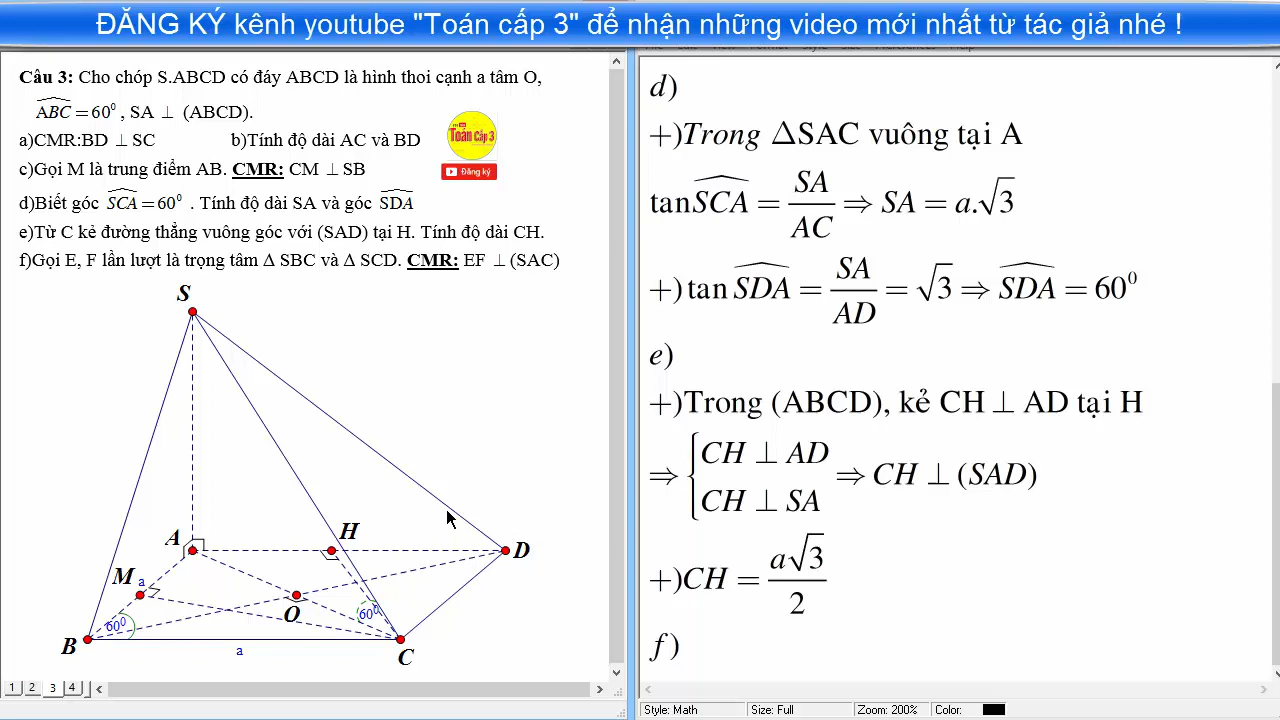 ĐĂNG KÝ kênh youtube "Toán cấp 3" để nhận những video mới nhất từ tác giả nhé !
Câu 3: Cho chóp S.ABCD có đáy ABCD là hình thoi cạnh a tâm O,
ABC = 60⁰ , SA ⊥ (ABCD).
a)CMR:BD ⊥ SC b)Tính độ dài AC và BD
c)Gọi M là trung điểm AB. CMR: CM ⊥ SB
d)Biết góc SCA = 60⁰ . Tính độ dài SA và góc SDA
e)Từ C kẻ đường thẳng vuông góc với (SAD) tại H. Tính độ dài CH.
f)Gọi E, F lần lượt là trọng tâm Δ SBC và Δ SCD. CMR: EF ⊥ (SAC)
Toán cấp 3
Đăng ký
S
A
H
D
M
a
O
60⁰
60⁰
B
a
C
1 2 3 4
d)
+)Trong ΔSAC vuông tại A
tan SCA = SA/AC ⇒ SA = a.√3
+) tan SDA = SA/AD = √3 ⇒ SDA = 60⁰
e)
+)Trong (ABCD), kẻ CH ⊥ AD tại H
⇒ { CH ⊥ AD
CH ⊥ SA ⇒ CH ⊥ (SAD)
+)CH = a√3/2
f)
Style: Math Size: Full Zoom: 200% Color: